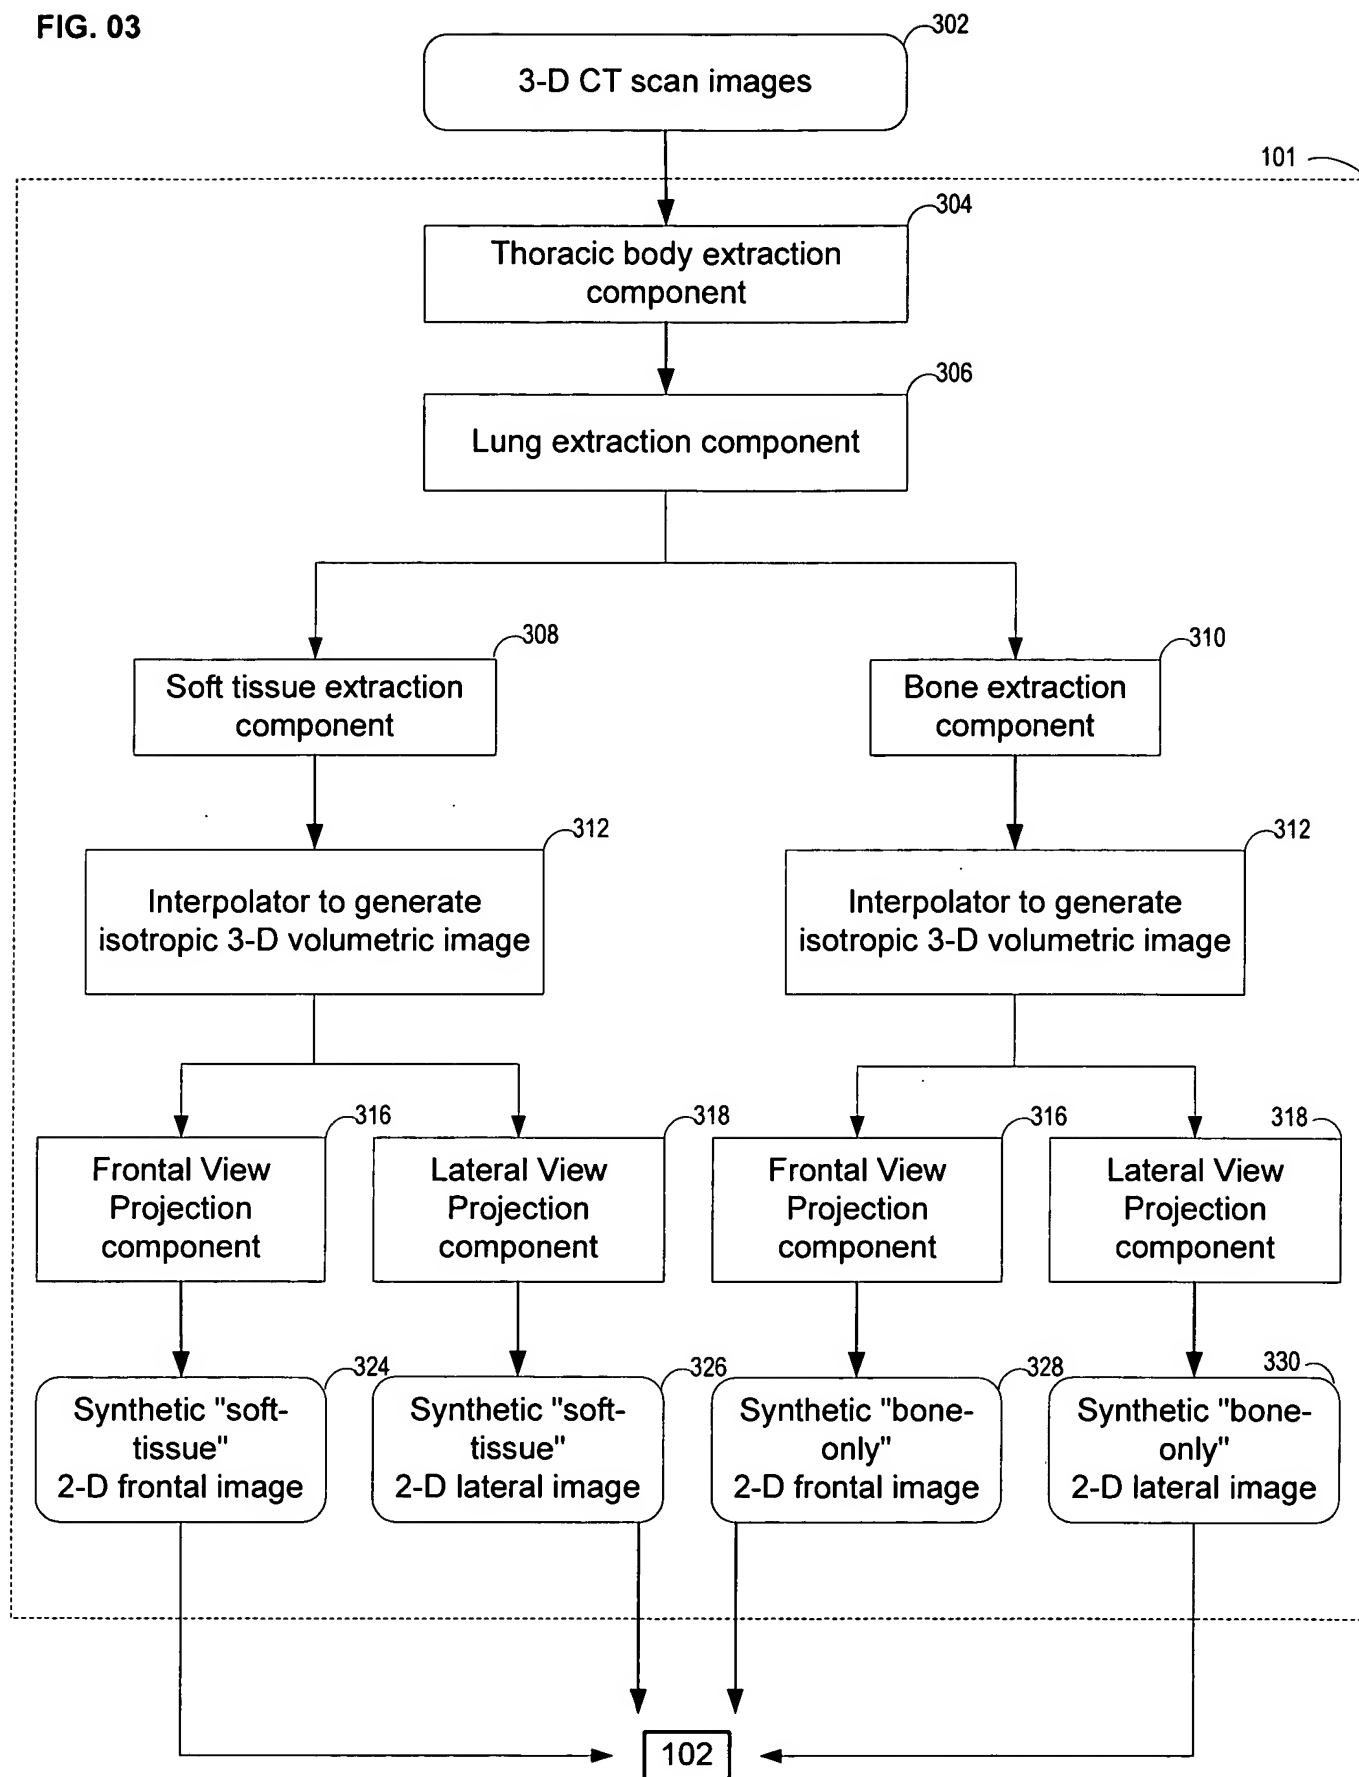 FIG. 03
302
3-D CT scan images
101
304
Thoracic body extraction
component
306
Lung extraction component
308
Soft tissue extraction
component
310
Bone extraction
component
312
Interpolator to generate
isotropic 3-D volumetric image
312
Interpolator to generate
isotropic 3-D volumetric image
316
Frontal View
Projection
component
318
Lateral View
Projection
component
316
Frontal View
Projection
component
318
Lateral View
Projection
component
324
Synthetic "soft-
tissue"
2-D frontal image
326
Synthetic "soft-
tissue"
2-D lateral image
328
Synthetic "bone-
only"
2-D frontal image
330
Synthetic "bone-
only"
2-D lateral image
102